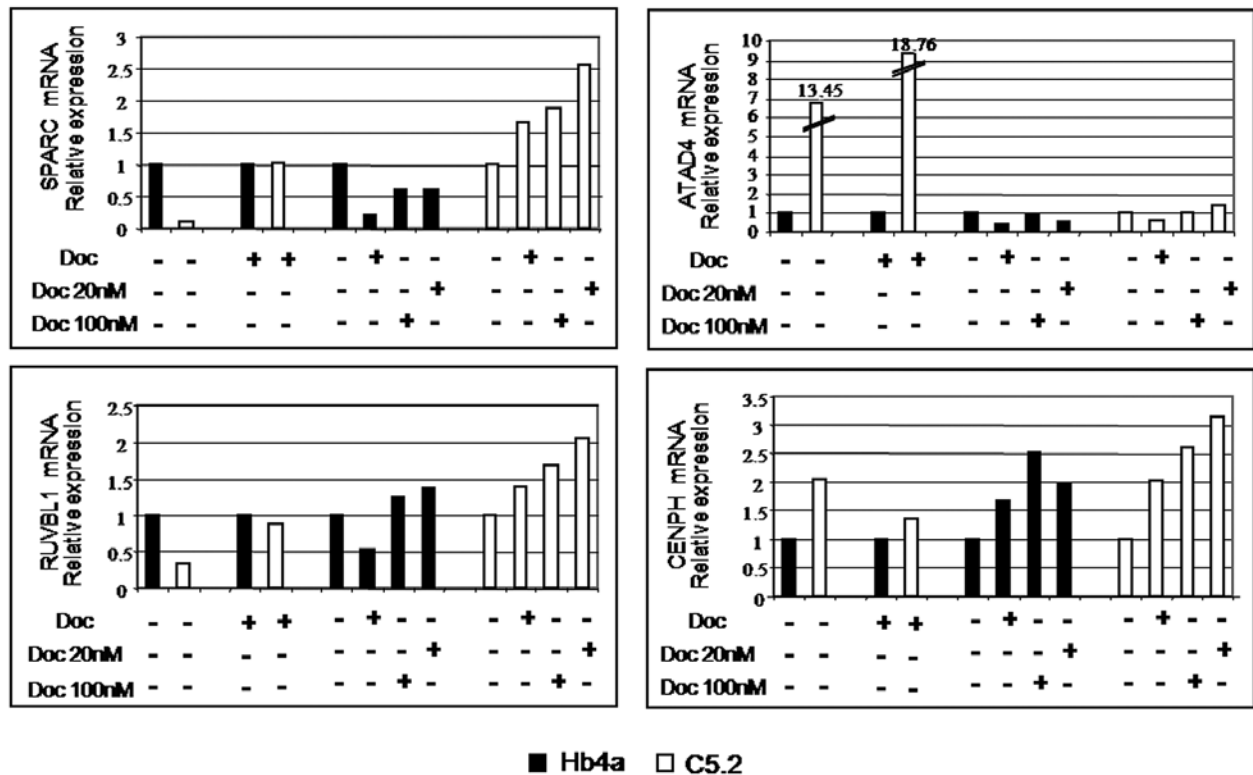 SPARC mRNA
Relative expression
3
2.5
2
1.5
1
0.5
0
Doc - - + + - + - - - + - -
Doc 20nM - - - - - - - + - - - +
Doc 100nM - - - - - - + - - - + -
ATAD4 mRNA
Relative expression
10
9
8
7
6
5
4
3
2
1
0
13.45
18.76
Doc - - + + - + - - - + - -
Doc 20nM - - - - - - - + - - - +
Doc 100nM - - - - - - + - - - + -
RUVBL1 mRNA
Relative expression
2.5
2
1.5
1
0.5
0
Doc - - + + - + - - - + - -
Doc 20nM - - - - - - - + - - - +
Doc 100nM - - - - - - + - - - + -
CENPH mRNA
Relative expression
3.5
3
2.5
2
1.5
1
0.5
0
Doc - - + + - + - - - + - -
Doc 20nM - - - - - - - + - - - +
Doc 100nM - - - - - - + - - - + -
Hb4a C5.2